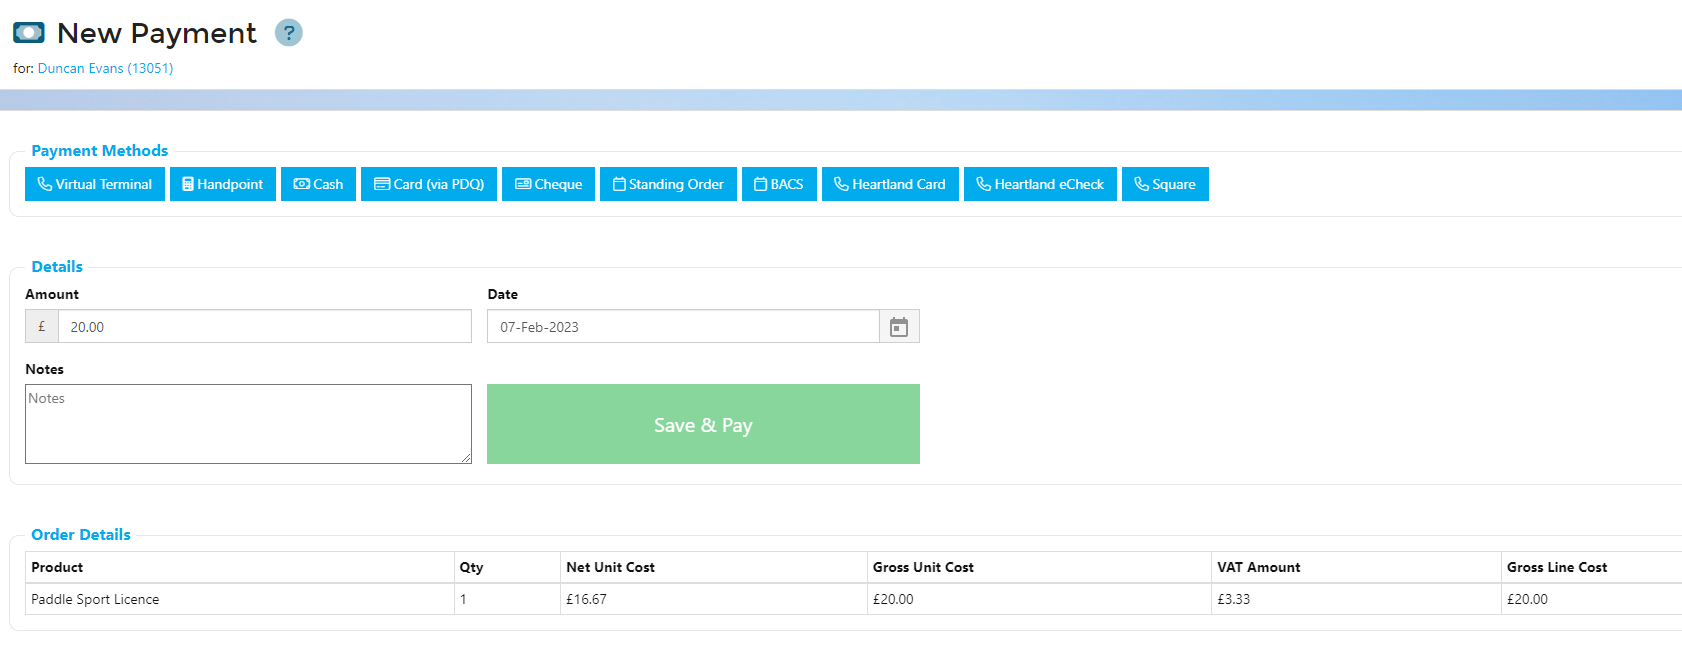 New Payment ?
for: Duncan Evans (13051)
Payment Methods
Virtual Terminal Handpoint Cash Card (via PDQ) Cheque Standing Order BACS Heartland Card Heartland eCheck Square
Details
Amount Date
£ 20.00 07-Feb-2023
Notes
Notes
Save & Pay
Order Details
Product Qty Net Unit Cost Gross Unit Cost VAT Amount Gross Line Cost
Paddle Sport Licence 1 £16.67 £20.00 £3.33 £20.00